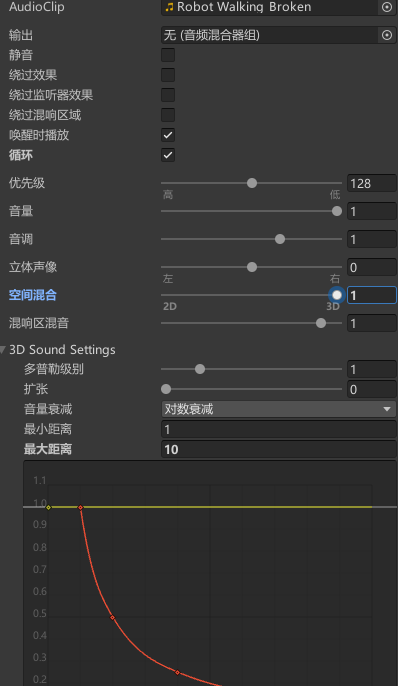 AudioClip Robot Walking Broken
输出 无 (音频混合器组)
静音
绕过效果
绕过监听器效果
绕过混响区域
唤醒时播放
循环
优先级 128
高 低
音量 1
音调 1
立体声像 0
左 右
空间混合 1
2D 3D
混响区混音 1
3D Sound Settings
多普勒级别 1
扩张 0
音量衰减 对数衰减
最小距离 1
最大距离 10
1.1
1.0
0.9
0.8
0.7
0.6
0.5
0.4
0.3
0.2